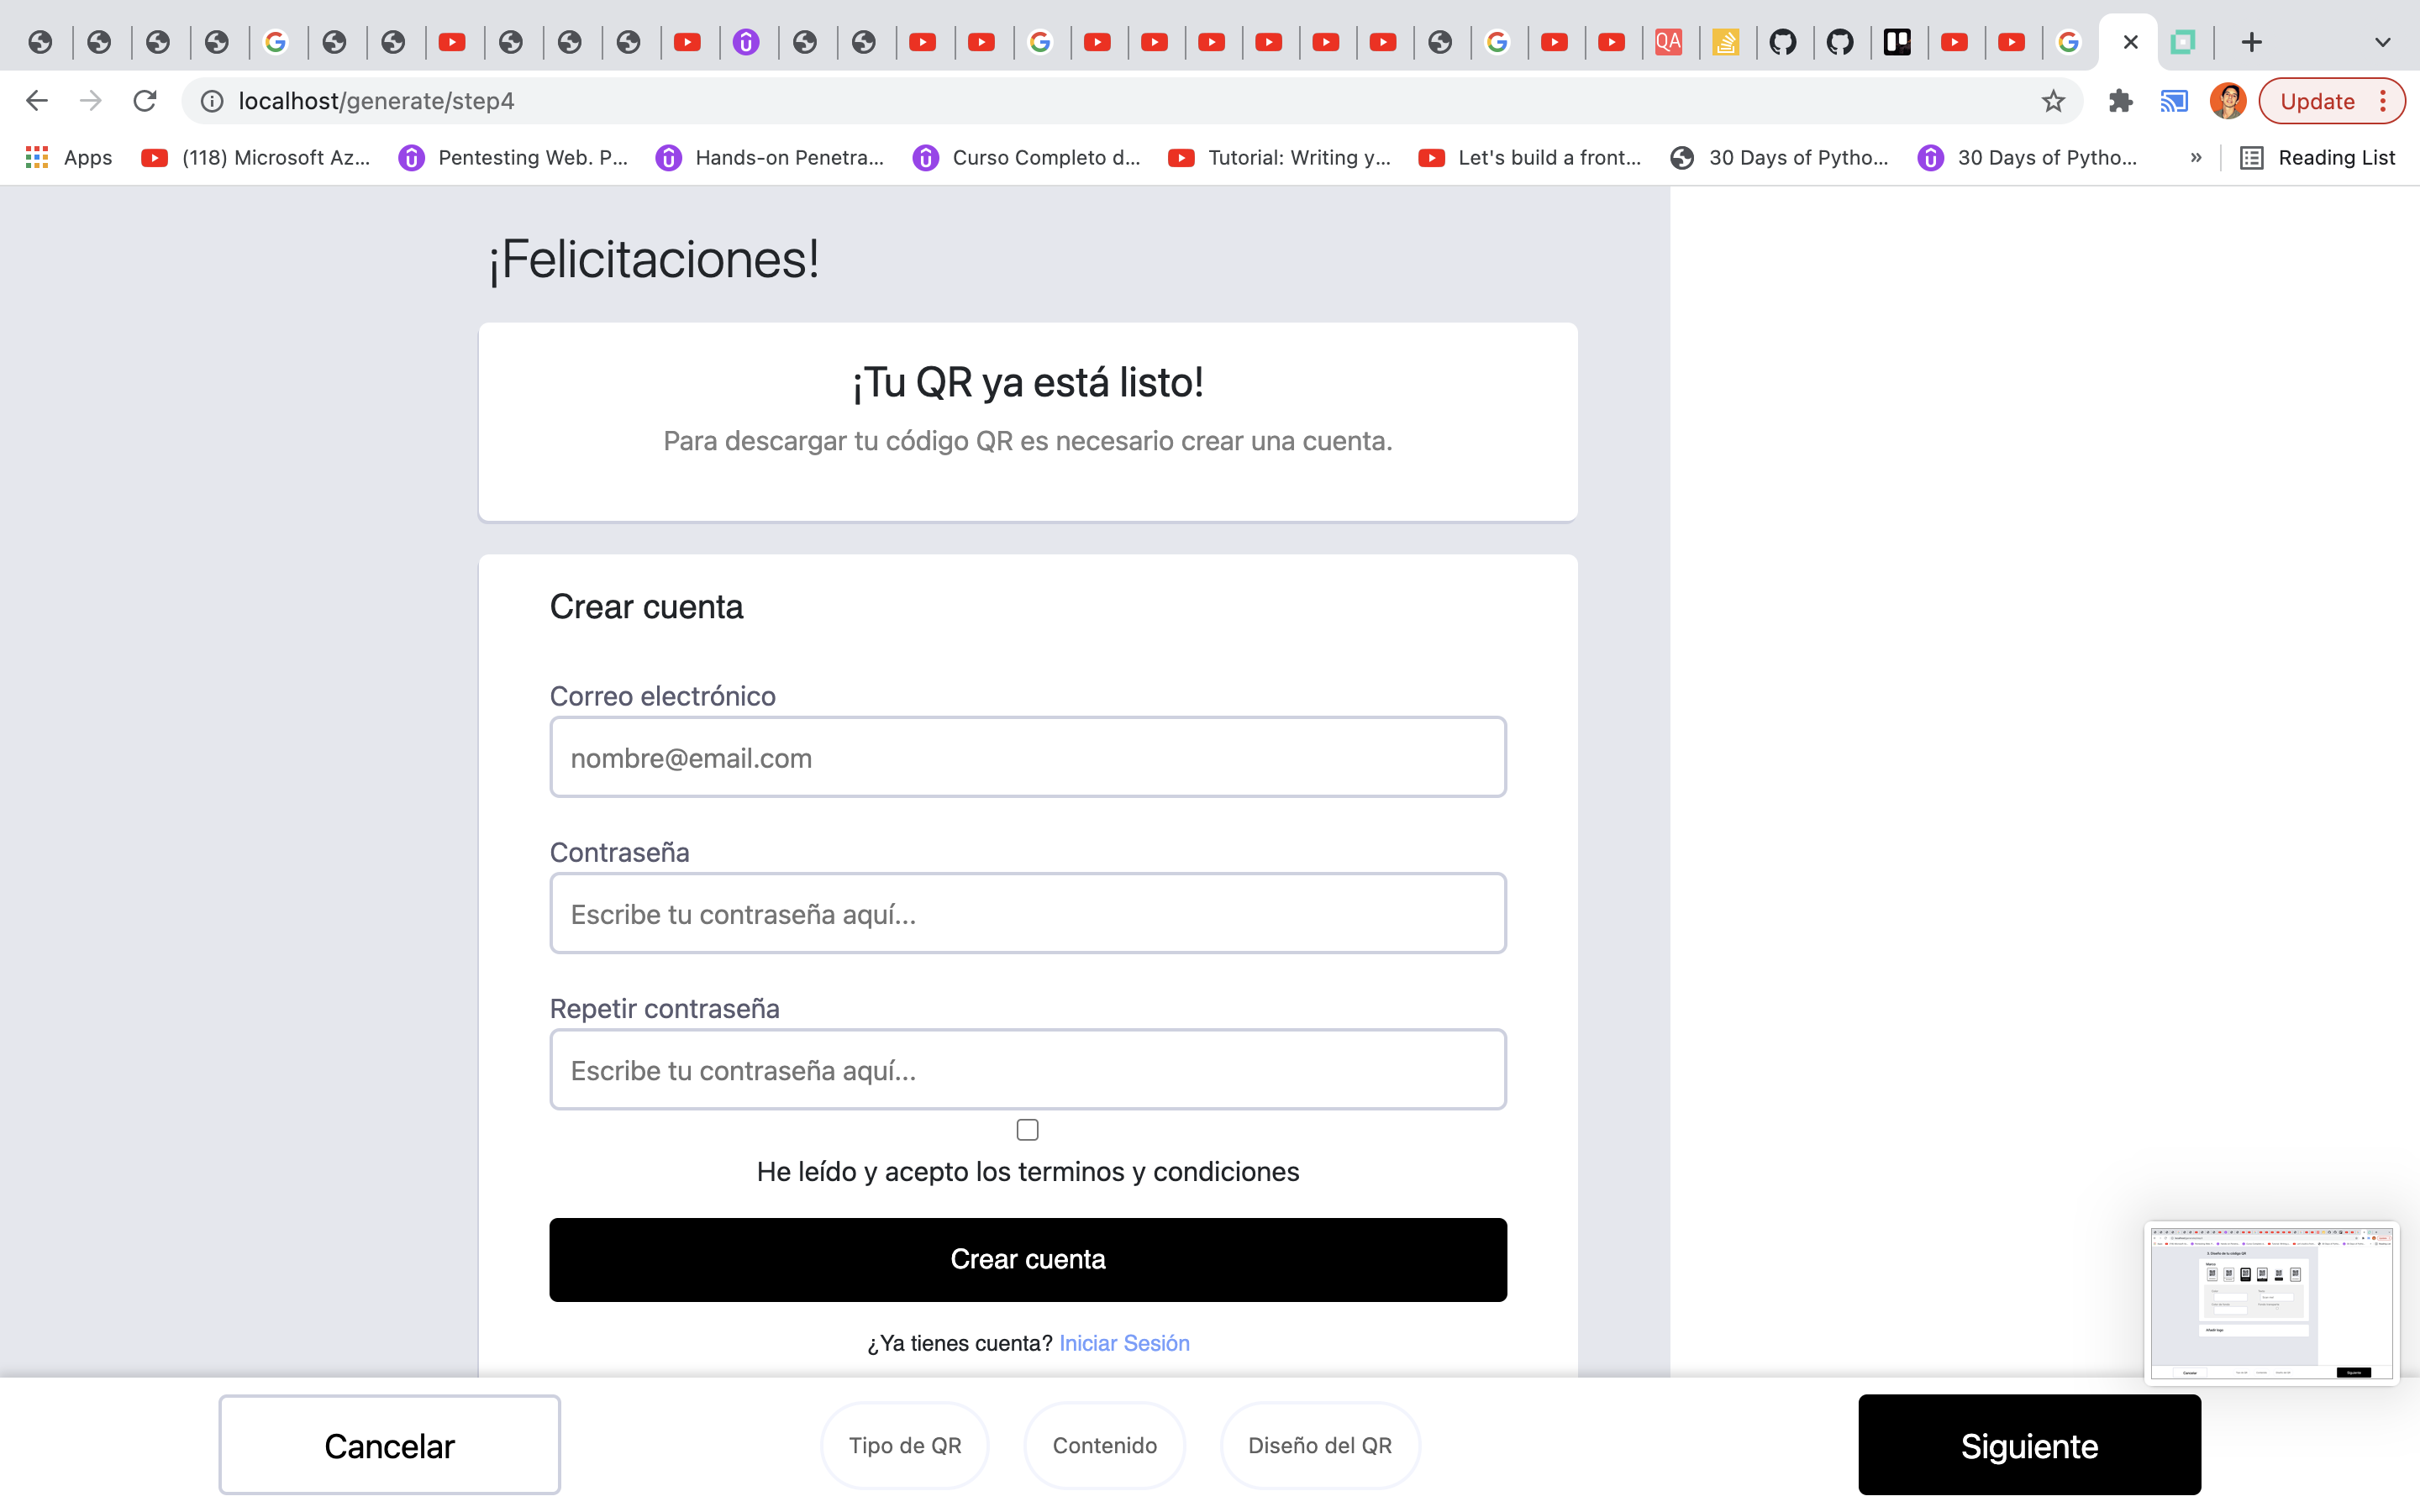 QA
localhost/generate/step4
Update
Apps
(118) Microsoft Az...
Pentesting Web. P...
Hands-on Penetra...
Curso Completo d...
Tutorial: Writing y...
Let's build a front...
30 Days of Pytho...
30 Days of Pytho...
»
Reading List
¡Felicitaciones!
¡Tu QR ya está listo!
Para descargar tu código QR es necesario crear una cuenta.
Crear cuenta
Correo electrónico
nombre@email.com
Contraseña
Escribe tu contraseña aquí...
Repetir contraseña
Escribe tu contraseña aquí...
He leído y acepto los terminos y condiciones
Crear cuenta
¿Ya tienes cuenta? Iniciar Sesión
Cancelar
Tipo de QR
Contenido
Diseño del QR
Siguiente